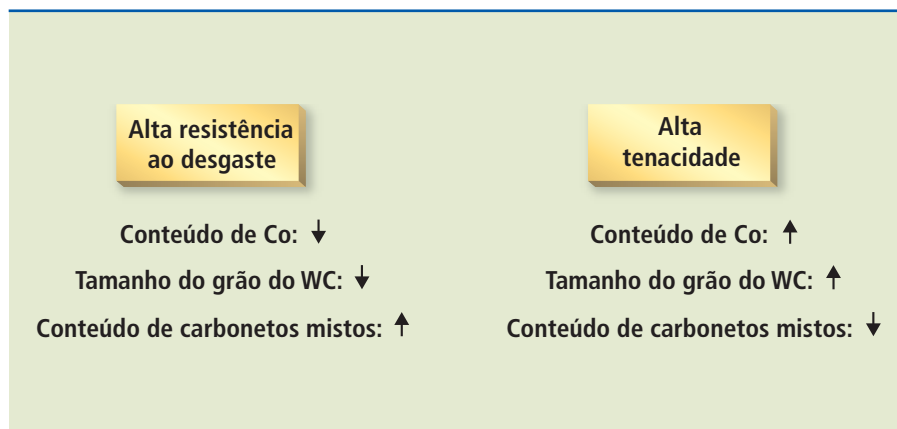 Alta resistência
ao desgaste
Conteúdo de Co: ↓
Tamanho do grão do WC: ↓
Conteúdo de carbonetos mistos: ↑
Alta
tenacidade
Conteúdo de Co: ↑
Tamanho do grão do WC: ↑
Conteúdo de carbonetos mistos: ↓